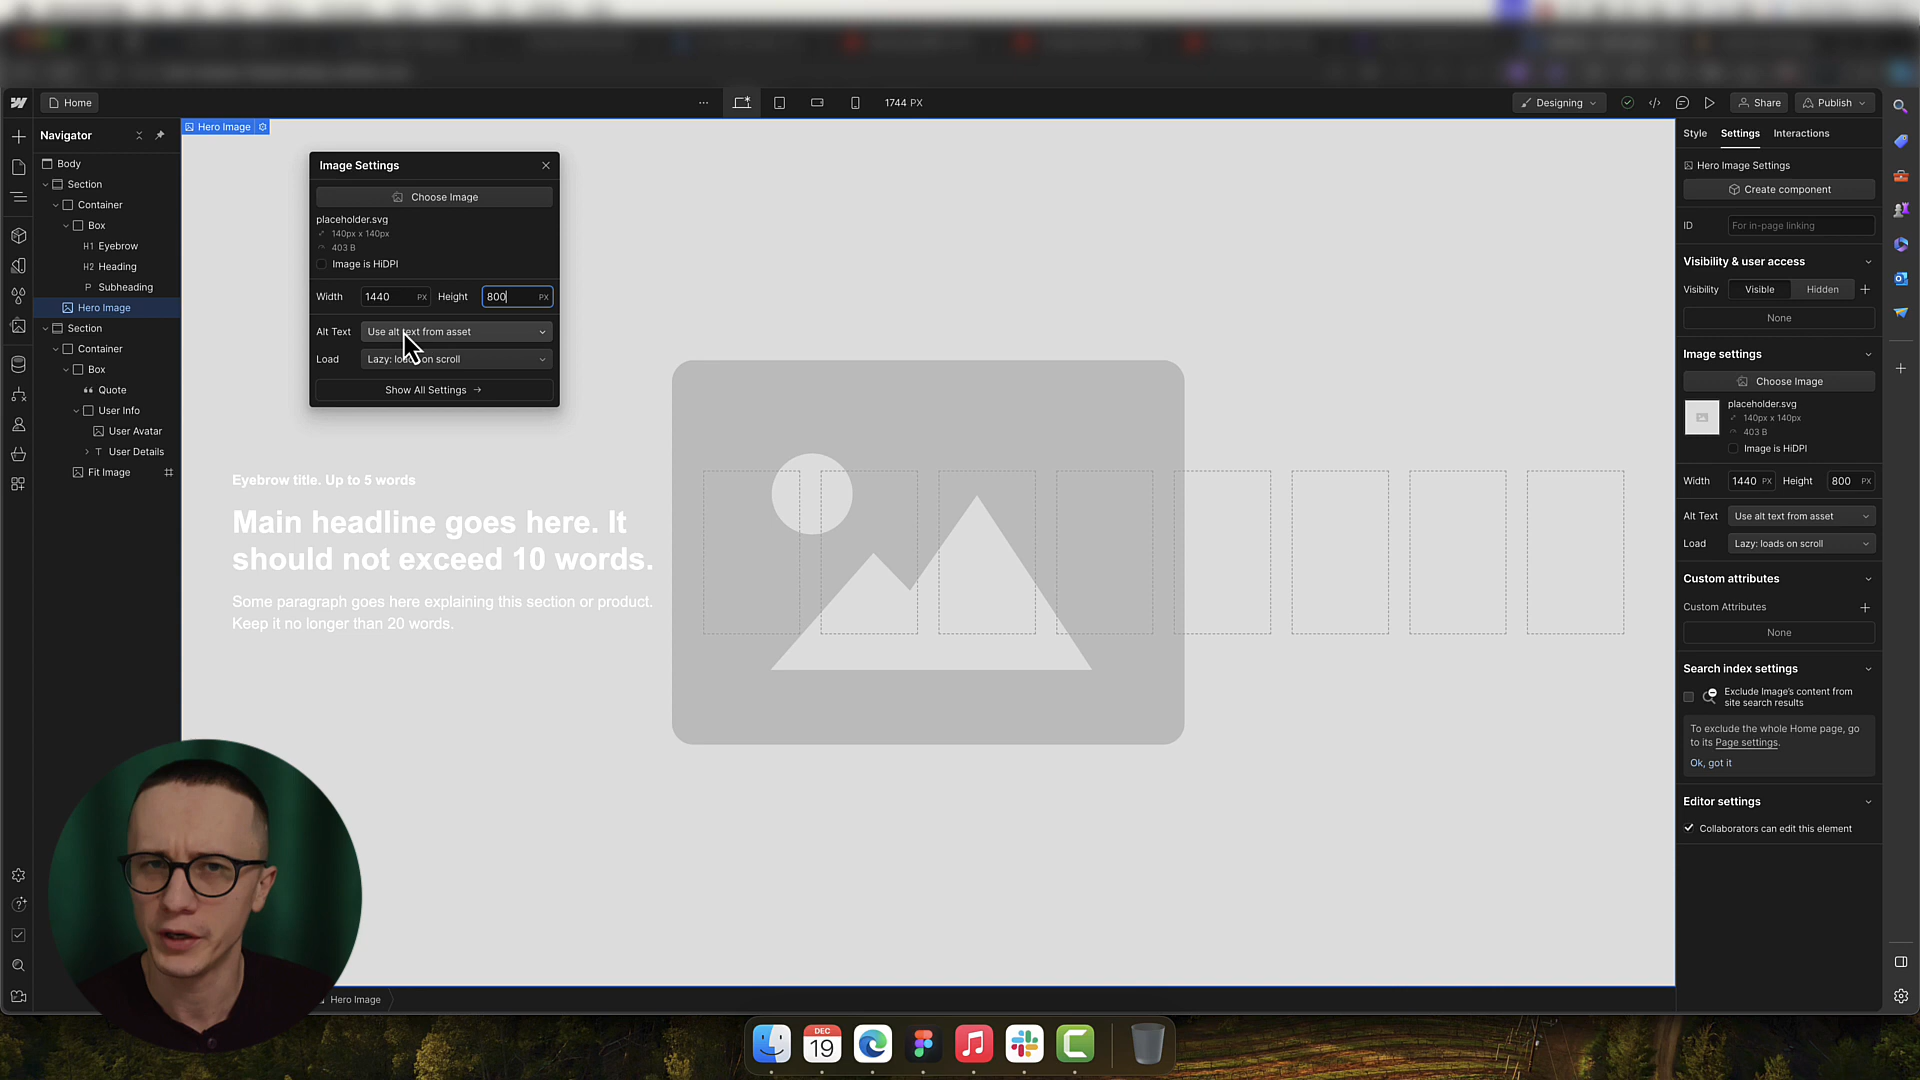 Home
1744 PX
Designing
Share
Publish
Navigator
Body
Section
Container
Box
H1 Eyebrow
H2 Heading
P Subheading
Hero Image
Section
Container
Box
Quote
User Info
User Avatar
T User Details
Fit Image
Hero Image
Image Settings
Choose Image
placeholder.svg
140px x 140px
403 B
Image is HiDPI
Width 1440 PX Height 800 PX
Alt Text Use alt text from asset
Load Lazy: loads on scroll
Show All Settings →
Eyebrow title. Up to 5 words
Main headline goes here. It
should not exceed 10 words.
Some paragraph goes here explaining this section or product.
Keep it no longer than 20 words.
Hero Image
Style Settings Interactions
Hero Image Settings
Create component
ID For in-page linking
Visibility & user access
Visibility Visible Hidden
None
Image settings
Choose Image
placeholder.svg
140px x 140px
403 B
Image is HiDPI
Width 1440 PX Height 800 PX
Alt Text Use alt text from asset
Load Lazy: loads on scroll
Custom attributes
Custom Attributes
None
Search index settings
Exclude Image's content from
site search results
To exclude the whole Home page, go
to its Page settings.
Ok, got it
Editor settings
Collaborators can edit this element
DEC
19